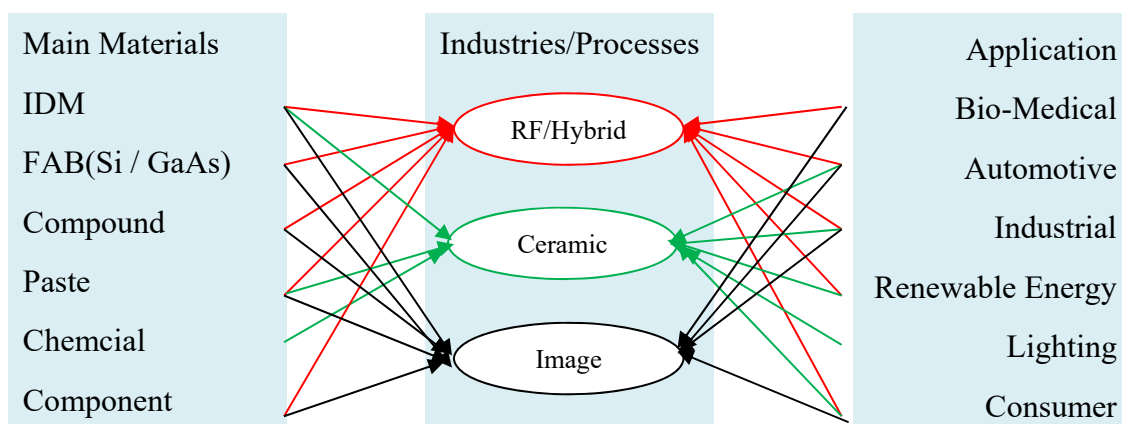 Main Materials
IDM
FAB(Si / GaAs)
Compound
Paste
Chemcial
Component
Industries/Processes
RF/Hybrid
Ceramic
Image
Application
Bio-Medical
Automotive
Industrial
Renewable Energy
Lighting
Consumer